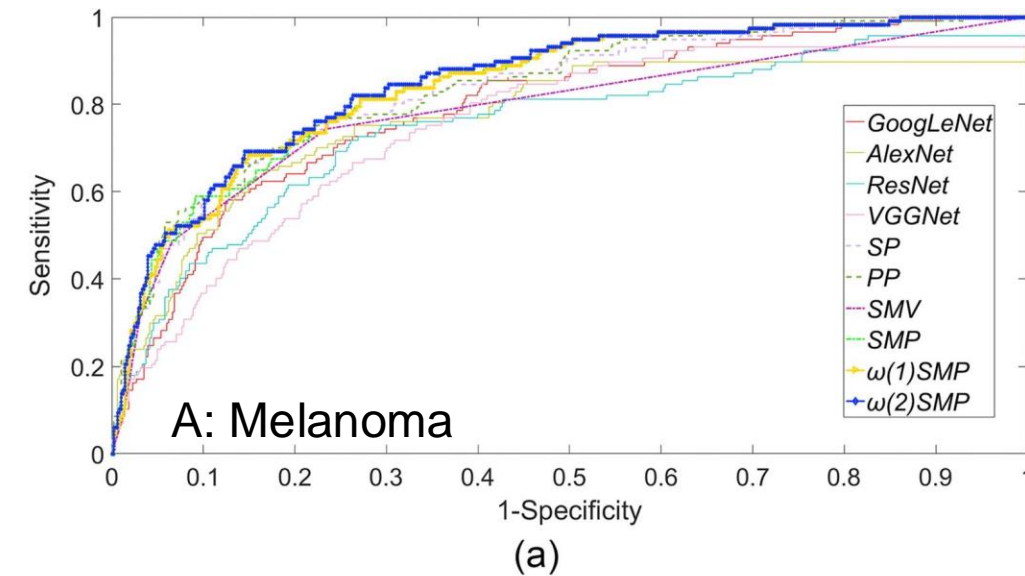 1
0.8
0.6
0.4
0.2
0
Sensitivity
GoogLeNet
AlexNet
ResNet
VGGNet
SP
PP
SMV
SMP
ω(1)SMP
ω(2)SMP
A: Melanoma
0 0.1 0.2 0.3 0.4 0.5 0.6 0.7 0.8 0.9 1
1-Specificity
(a)